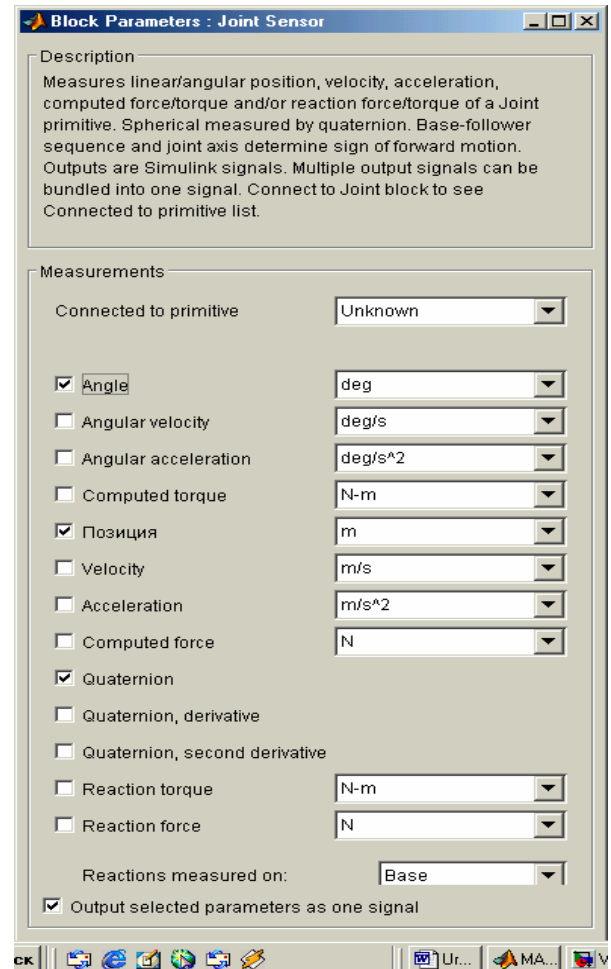 Block Parameters : Joint Sensor
Description
Measures linear/angular position, velocity, acceleration,
computed force/torque and/or reaction force/torque of a Joint
primitive. Spherical measured by quaternion. Base-follower
sequence and joint axis determine sign of forward motion.
Outputs are Simulink signals. Multiple output signals can be
bundled into one signal. Connect to Joint block to see
Connected to primitive list.
Measurements
Connected to primitive Unknown
Angle deg
Angular velocity deg/s
Angular acceleration deg/s^2
Computed torque N-m
Позиция m
Velocity m/s
Acceleration m/s^2
Computed force N
Quaternion
Quaternion, derivative
Quaternion, second derivative
Reaction torque N-m
Reaction force N
Reactions measured on: Base
Output selected parameters as one signal
ск Ur... MA... V